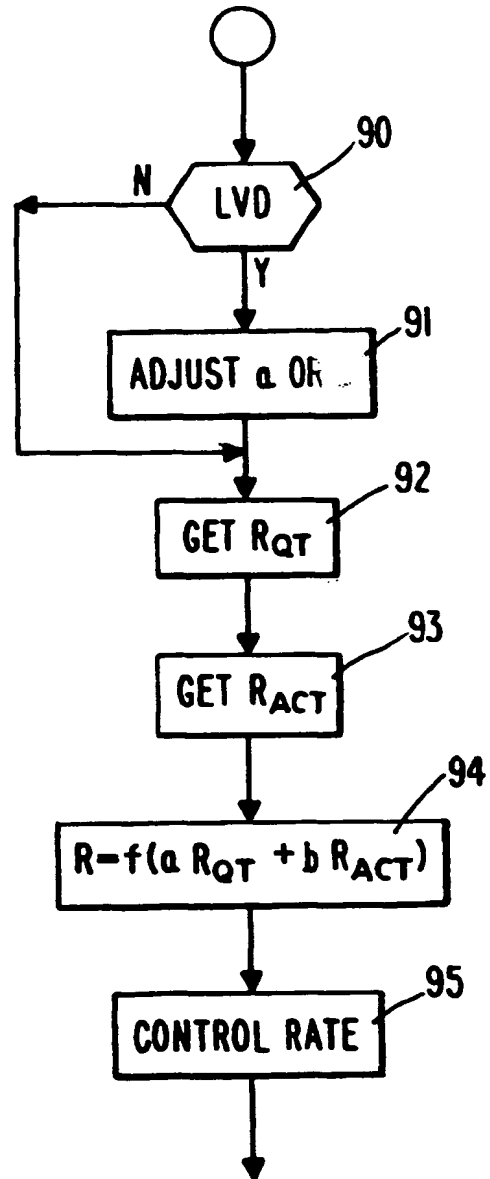 90
N
LVD
Y
91
ADJUST a OR
92
GET RQT
93
GET RACT
94
R=f(a RQT + b RACT)
95
CONTROL RATE